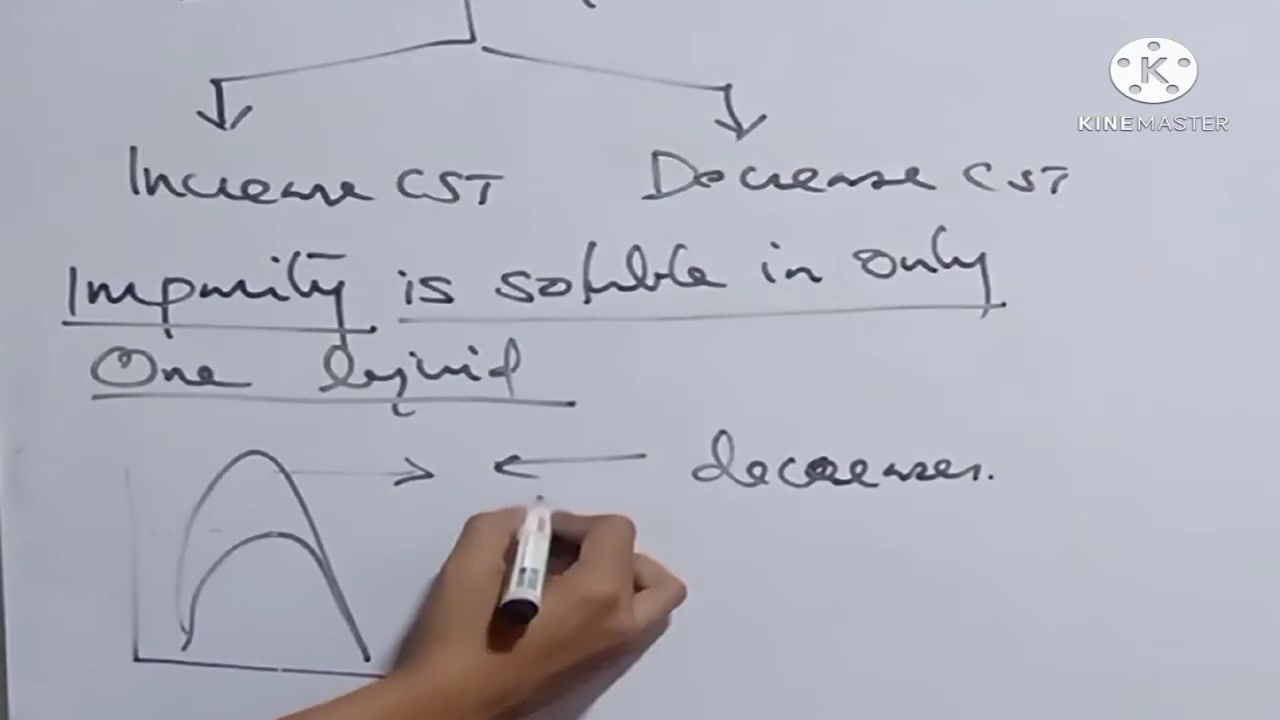 K
KINEMASTER
Increase CST Decrease CST
Impurity is soluble in only
One liquid
decreases.